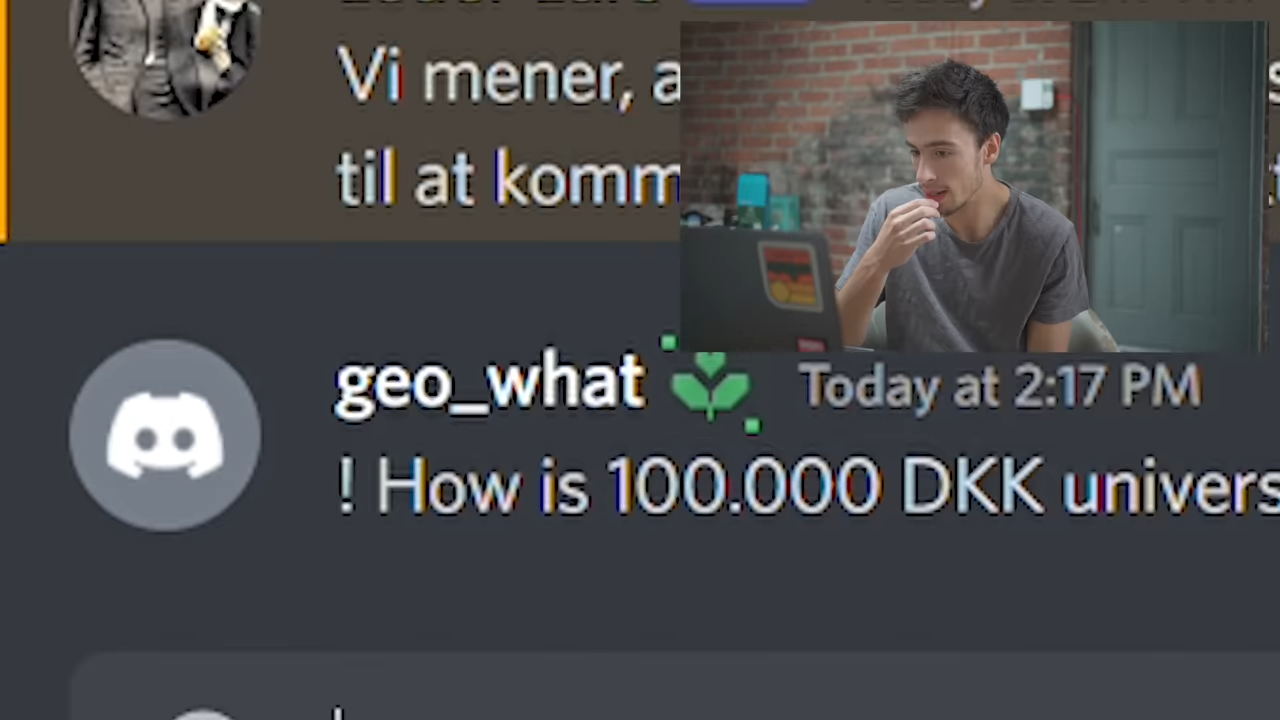 Vi mener, a
til at komm
geo_what Today at 2:17 PM
! How is 100.000 DKK univers